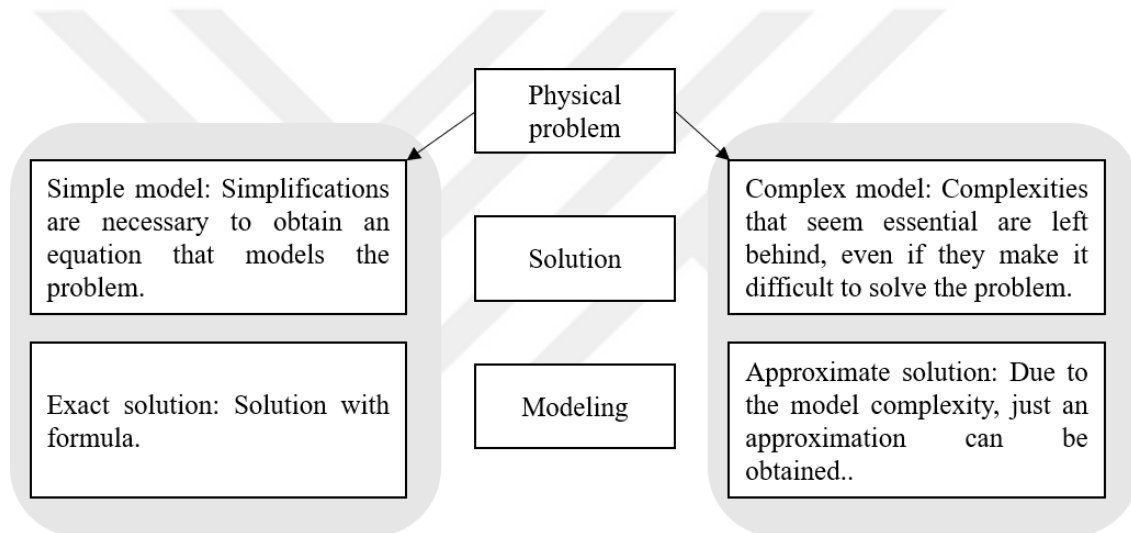 Physical
problem
Simple model: Simplifications
are necessary to obtain an
equation that models the
problem.
Solution
Complex model: Complexities
that seem essential are left
behind, even if they make it
difficult to solve the problem.
Exact solution: Solution with
formula.
Modeling
Approximate solution: Due to
the model complexity, just an
approximation can be
obtained..